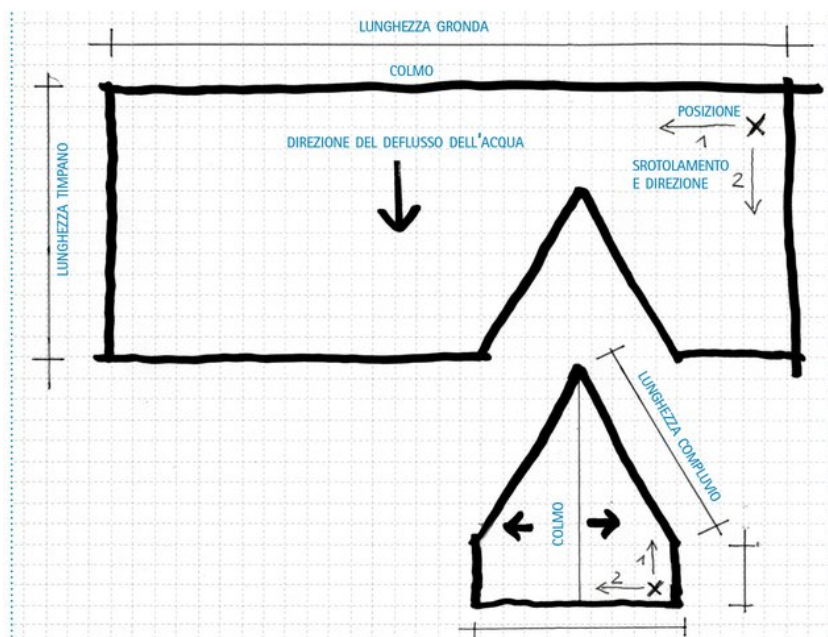 LUNGHEZZA GRONDA
COLMO
POSIZIONE
1
DIREZIONE DEL DEFLUSSO DELL'ACQUA
SROTOLAMENTO
E DIREZIONE 2
LUNGHEZZA TIMPANO
LUNGHEZZA COMPLUVIO
COLMO
1
2